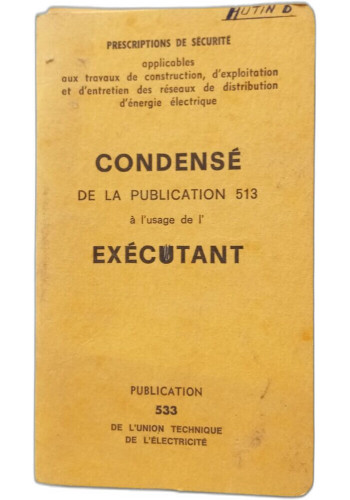 HUTIN D
PRESCRIPTIONS DE SÉCURITÉ
applicables
aux travaux de construction, d'exploitation
et d'entretien des réseaux de distribution
d'énergie électrique
CONDENSÉ
DE LA PUBLICATION 513
à l'usage de l'
EXÉCUTANT
PUBLICATION
533
DE L'UNION TECHNIQUE
DE L'ÉLECTRICITÉ